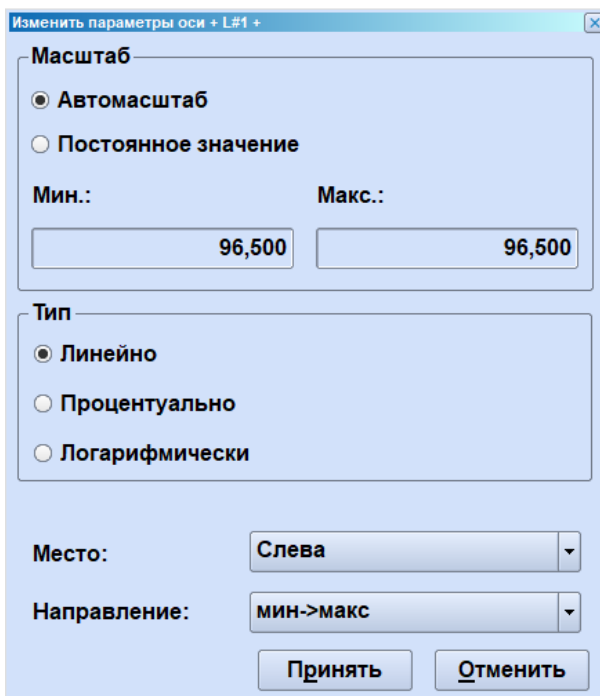 Изменить параметры оси + L#1 +
Масштаб
Автомасштаб
Постоянное значение
Мин.: Макс.:
96,500 96,500
Тип
Линейно
Процентуально
Логарифмически
Место: Слева
Направление: мин->макс
Принять Отменить